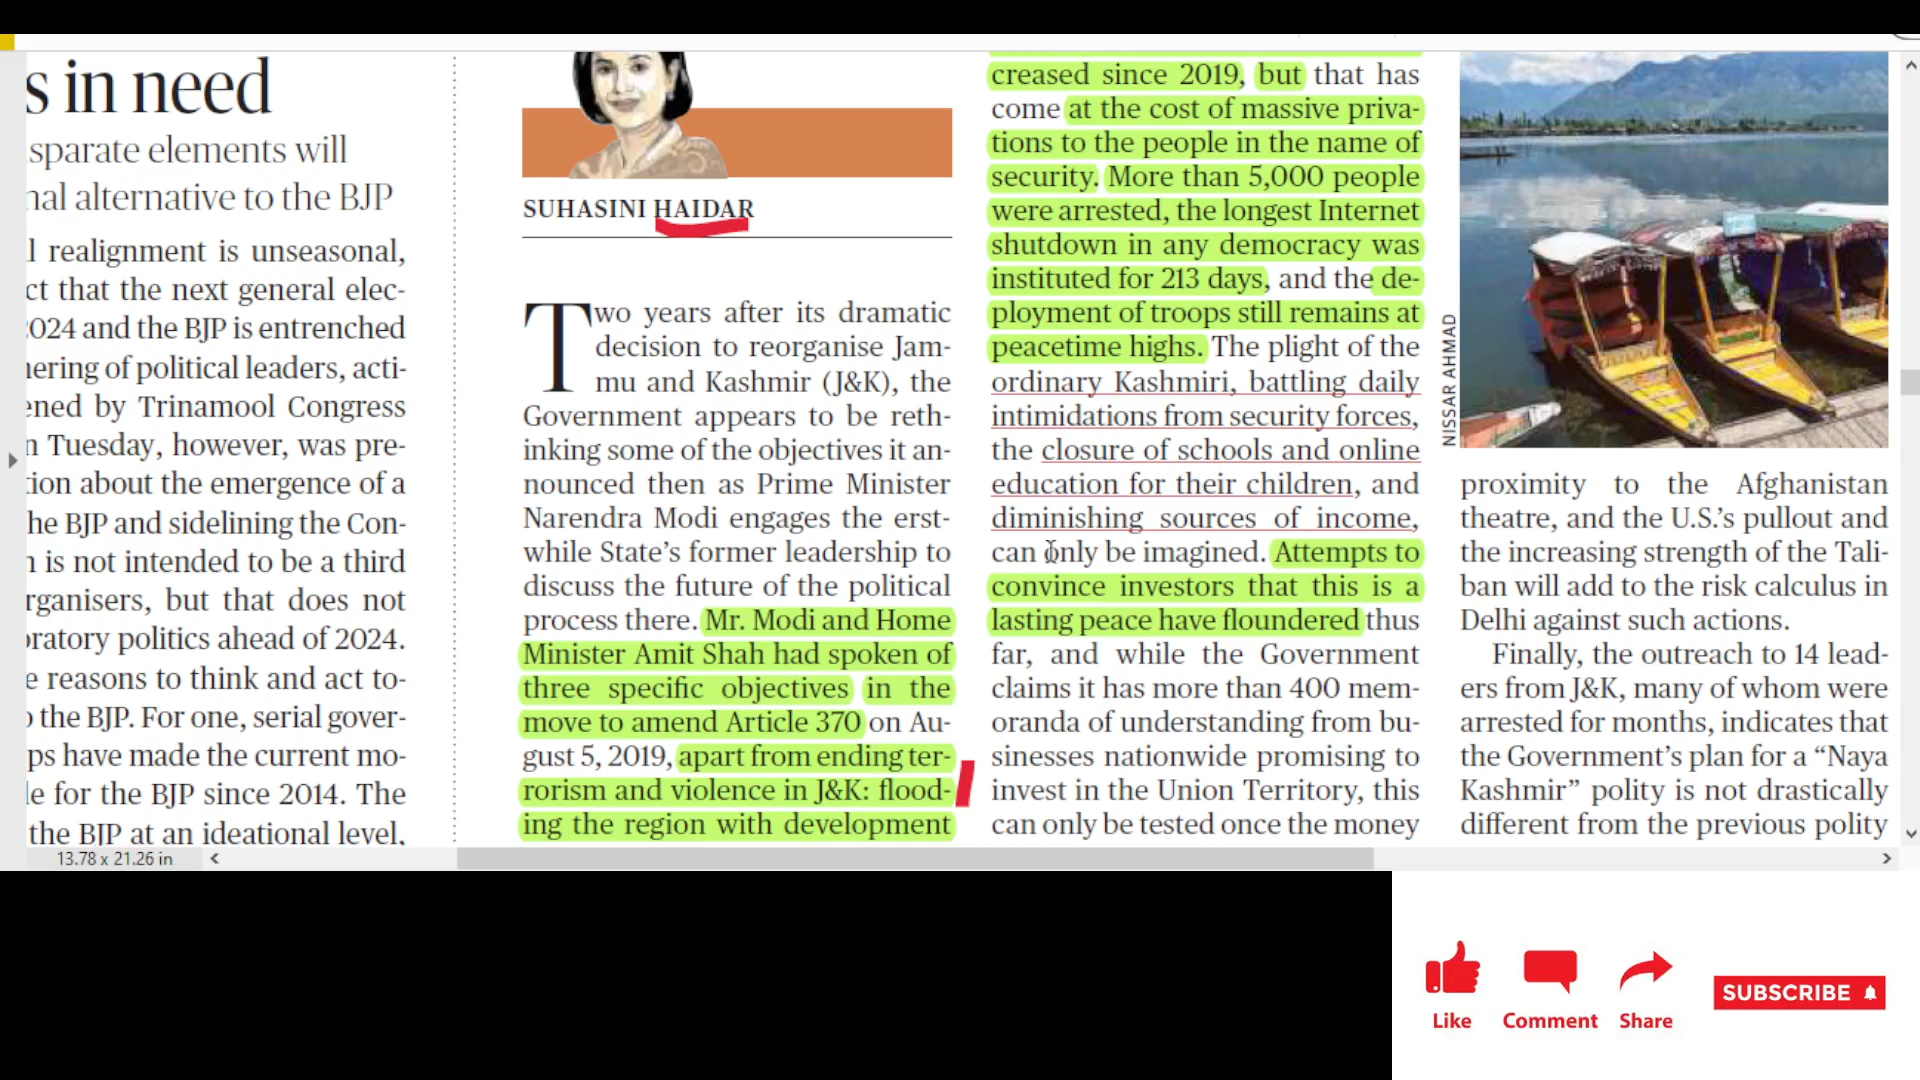 s in need
sparate elements will
nal alternative to the BJP
l realignment is unseasonal,
ct that the next general elec-
2024 and the BJP is entrenched
hering of political leaders, acti-
ened by Trinamool Congress
n Tuesday, however, was pre-
tion about the emergence of a
he BJP and sidelining the Con-
n is not intended to be a third
rganisers, but that does not
oratory politics ahead of 2024.
e reasons to think and act to-
o the BJP. For one, serial gover-
ps have made the current mo-
le for the BJP since 2014. The
the BJP at an ideational level,
SUHASINI HAIDAR
Two years after its dramatic
decision to reorganise Jam-
mu and Kashmir (J&K), the
Government appears to be reth-
inking some of the objectives it an-
nounced then as Prime Minister
Narendra Modi engages the erst-
while State's former leadership to
discuss the future of the political
process there. Mr. Modi and Home
Minister Amit Shah had spoken of
three specific objectives in the
move to amend Article 370 on Au-
gust 5, 2019, apart from ending ter-
rorism and violence in J&K: flood-
ing the region with development
creased since 2019, but that has
come at the cost of massive priva-
tions to the people in the name of
security. More than 5,000 people
were arrested, the longest Internet
shutdown in any democracy was
instituted for 213 days, and the de-
ployment of troops still remains at
peacetime highs. The plight of the
ordinary Kashmiri, battling daily
intimidations from security forces,
the closure of schools and online
education for their children, and
diminishing sources of income,
can only be imagined. Attempts to
convince investors that this is a
lasting peace have floundered thus
far, and while the Government
claims it has more than 400 mem-
oranda of understanding from bu-
sinesses nationwide promising to
invest in the Union Territory, this
can only be tested once the money
NISSAR AHMAD
proximity to the Afghanistan
theatre, and the U.S.'s pullout and
the increasing strength of the Tali-
ban will add to the risk calculus in
Delhi against such actions.
Finally, the outreach to 14 lead-
ers from J&K, many of whom were
arrested for months, indicates that
the Government's plan for a "Naya
Kashmir" polity is not drastically
different from the previous polity
13.78 x 21.26 in
Like
Comment
Share
SUBSCRIBE